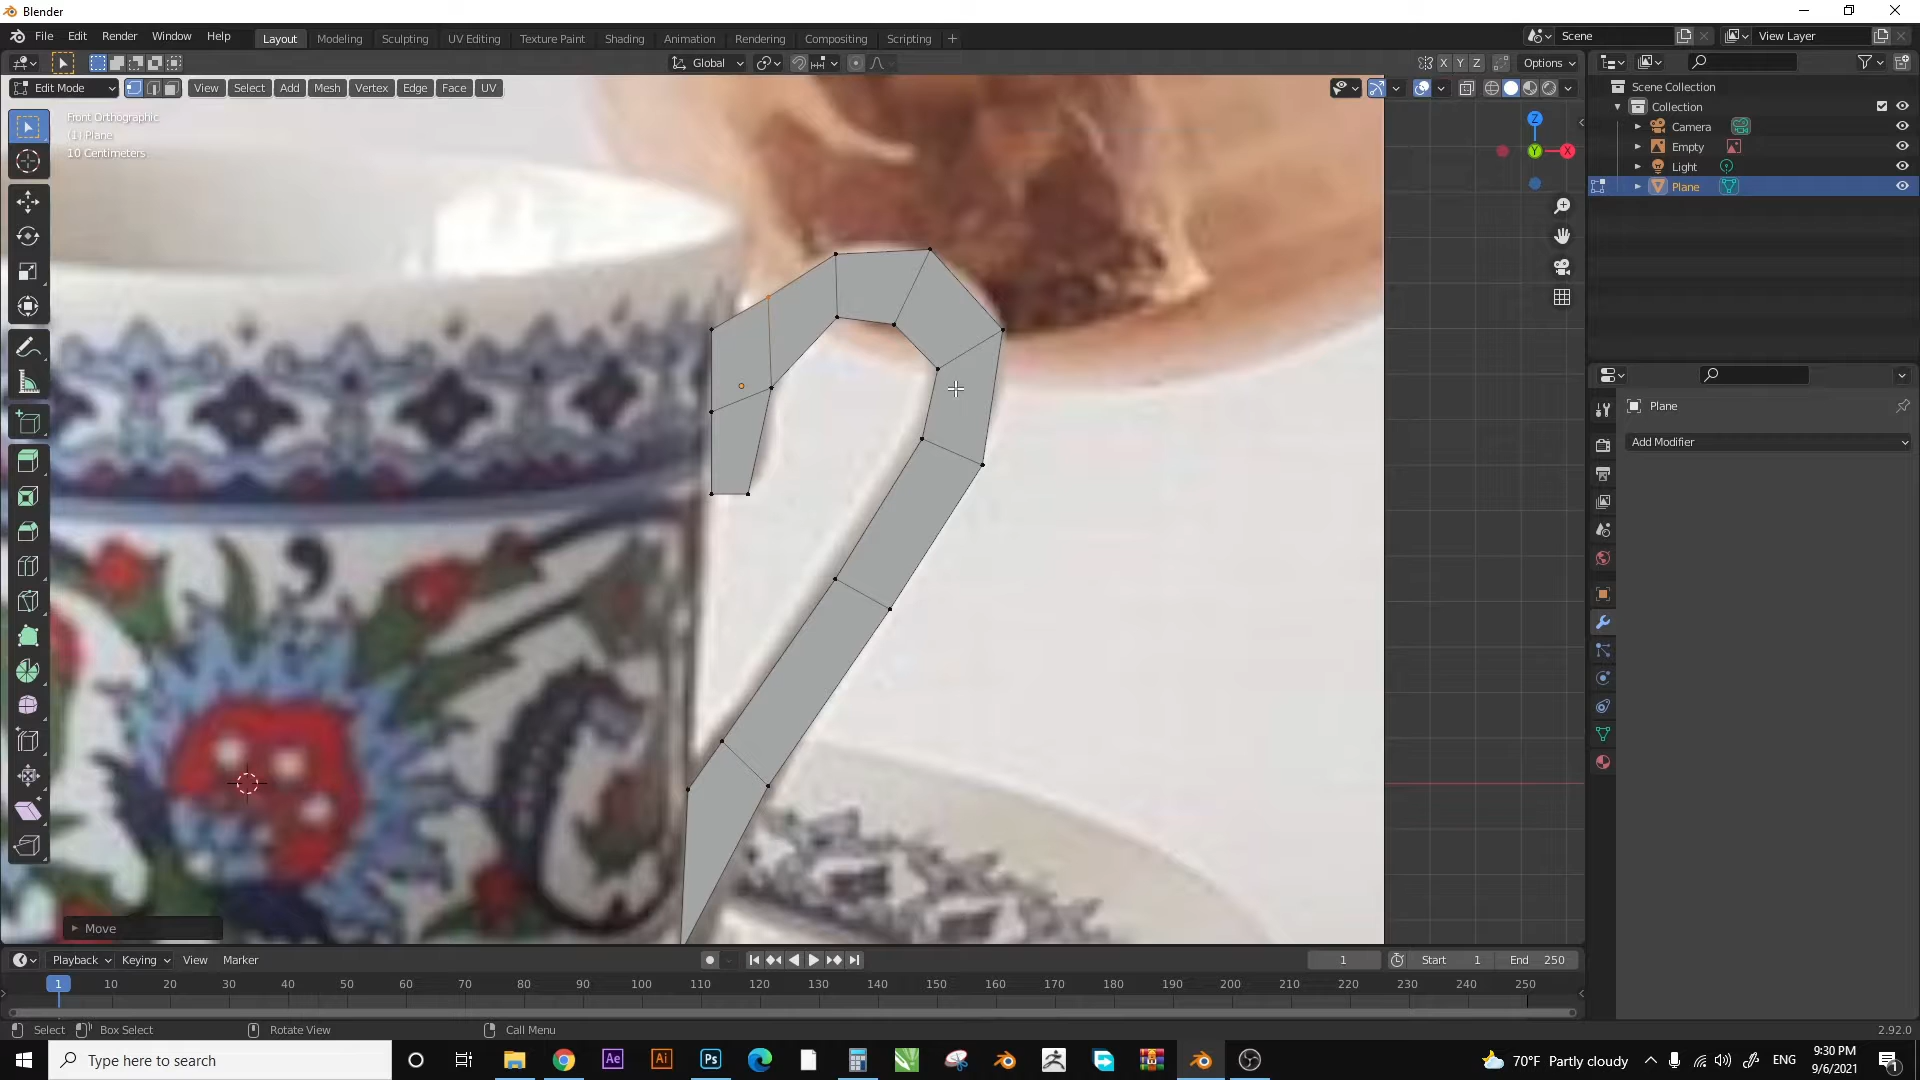 Blender
File Edit Render Window Help
Layout Modeling Sculpting UV Editing Texture Paint Shading Animation Rendering Compositing Scripting +
Scene
View Layer
Global
X Y Z
Options
Edit Mode
View Select Add Mesh Vertex Edge Face UV
Front Orthographic
(1) Plane
10 Centimeters
Z
Y
X
Scene Collection
Collection
Camera
Empty
Light
Plane
Plane
Add Modifier
Move
Playback Keying View Marker
1
Start 1
End 250
1 10 20 30 40 50 60 70 80 90 100 110 120 130 140 150 160 170 180 190 200 210 220 230 240 250
Select
Box Select
Rotate View
Call Menu
2.92.0
Type here to search
Ae
Ai
Ps
70°F Partly cloudy
ENG
9:30 PM
9/6/2021
1